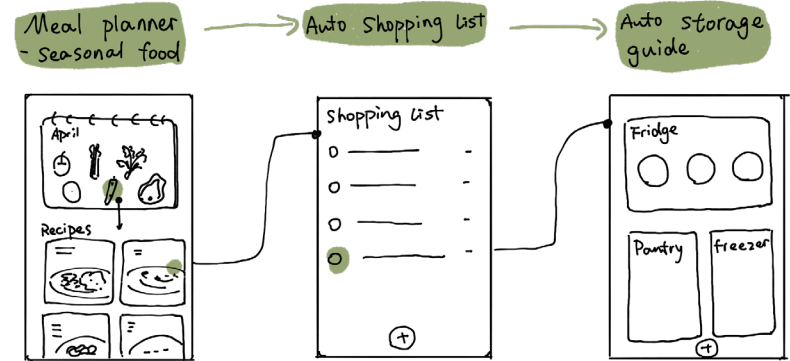 Meal planner
- Seasonal food
Auto Shopping List
Auto storage
guide
April
Recipes
Shopping List
Fridge
Pantry
freezer